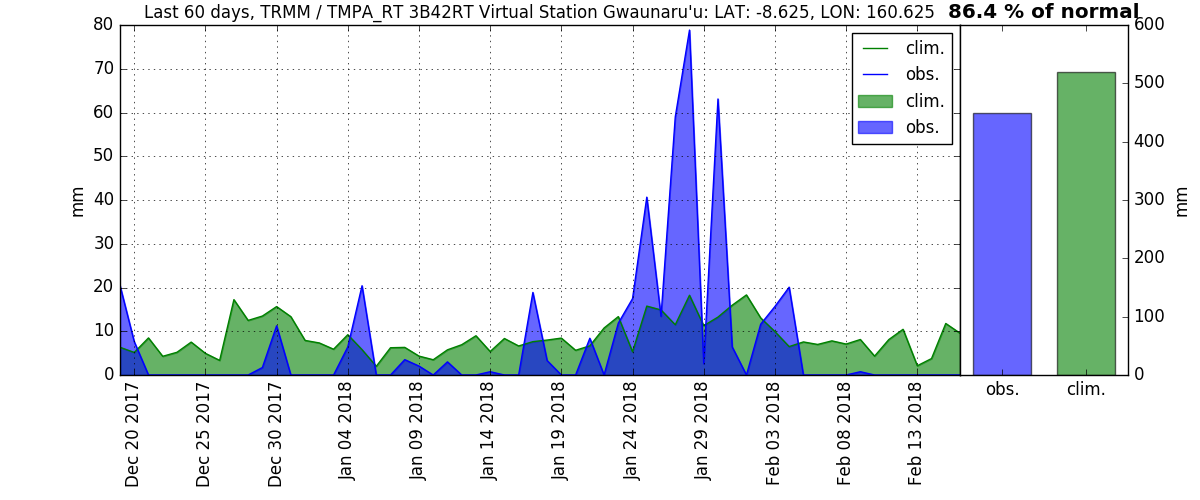 Last 60 days, TRMM / TMPA_RT 3B42RT Virtual Station Gwaunaru'u: LAT: -8.625, LON: 160.625
86.4 % of normal
80
70
60
50
40
30
20
10
0
mm
clim.
obs.
clim.
obs.
600
500
400
300
200
100
0
mm
obs.
clim.
Dec 20 2017
Dec 25 2017
Dec 30 2017
Jan 04 2018
Jan 09 2018
Jan 14 2018
Jan 19 2018
Jan 24 2018
Jan 29 2018
Feb 03 2018
Feb 08 2018
Feb 13 2018